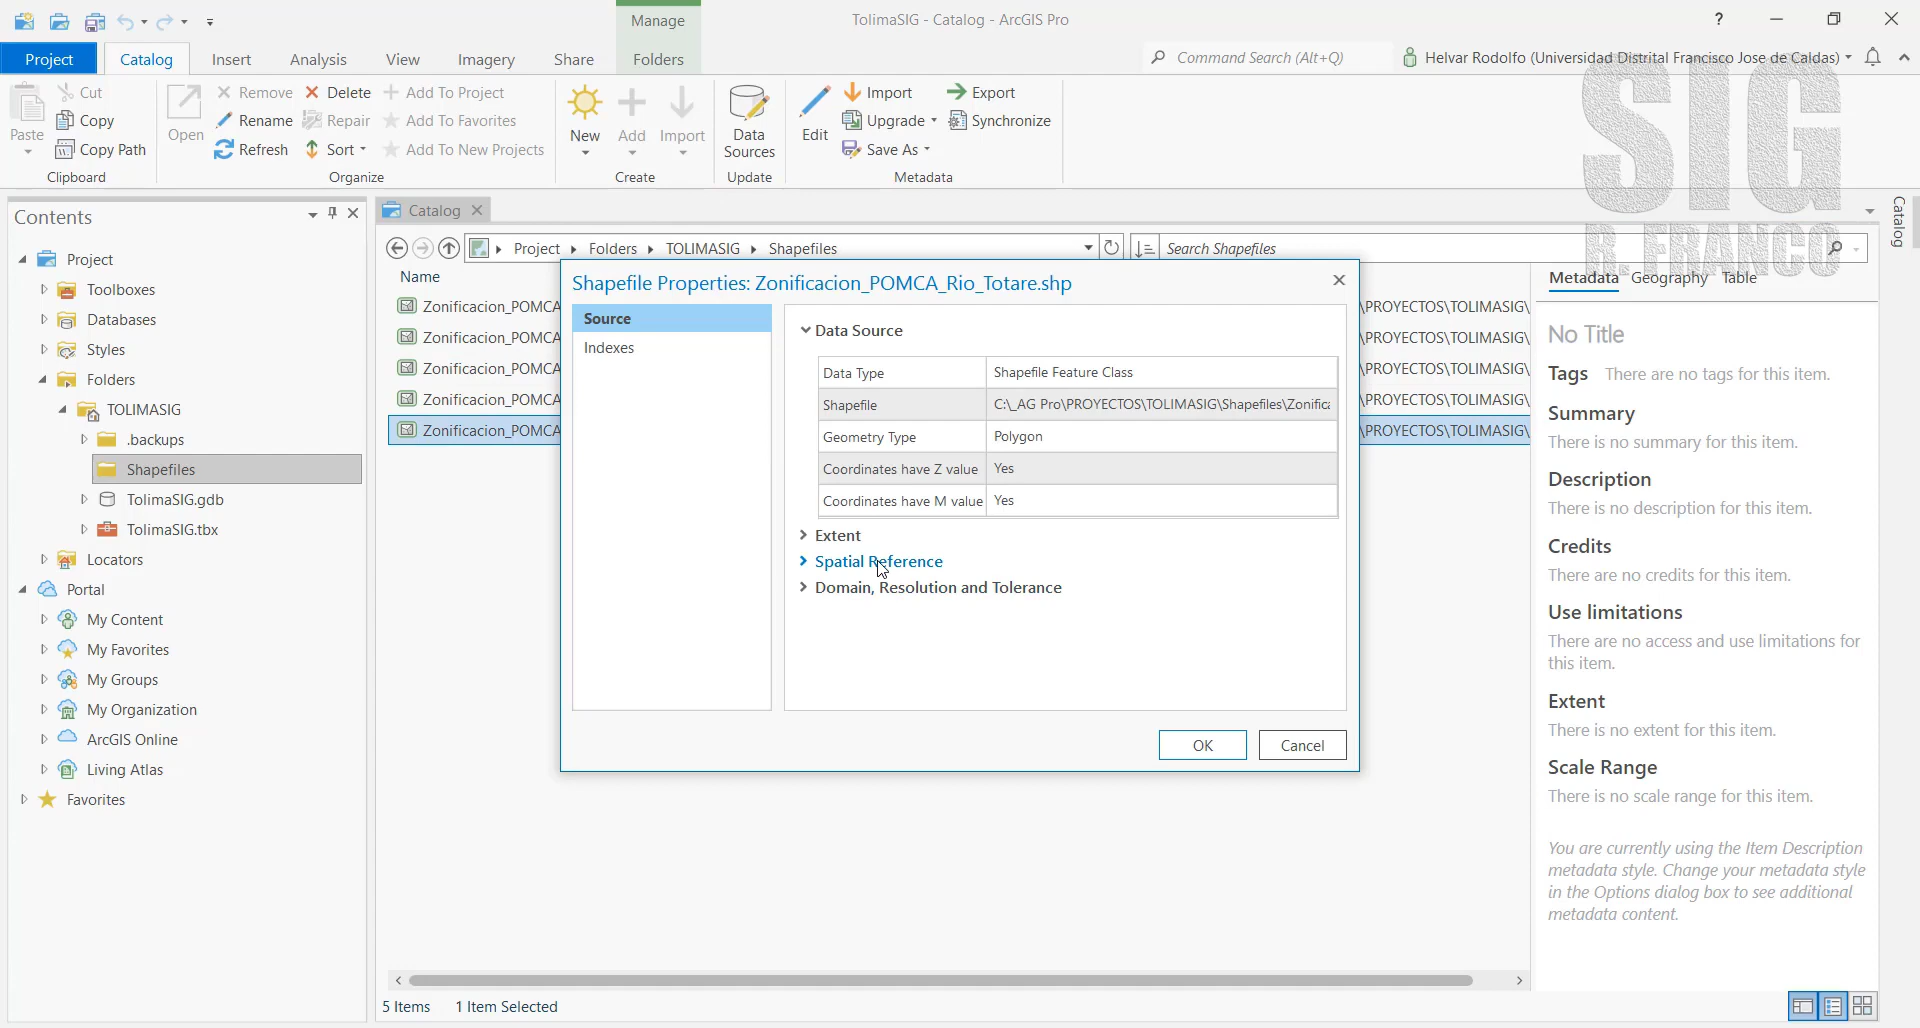 Manage
TolimaSIG - Catalog - ArcGIS Pro
?
Project
Catalog
Insert
Analysis
View
Imagery
Share
Folders
Command Search (Alt+Q)
Helvar Rodolfo (Universidad Distrital Francisco Jose de Caldas)
Paste
Cut
Copy
Copy Path
Clipboard
Open
Remove
Delete
Add To Project
Rename
Repair
Add To Favorites
Refresh
Sort
Add To New Projects
Organize
New
Add
Import
Create
Data
Sources
Update
Edit
Import
Export
Upgrade
Synchronize
Save As
Metadata
SIG
R. FRANCO
Contents
Project
Toolboxes
Databases
Styles
Folders
TOLIMASIG
.backups
Shapefiles
TolimaSIG.gdb
TolimaSIG.tbx
Locators
Portal
My Content
My Favorites
My Groups
My Organization
ArcGIS Online
Living Atlas
Favorites
Catalog
Project
Folders
TOLIMASIG
Shapefiles
Search Shapefiles
Catalog
Name
Zonificacion_POMCA
\PROYECTOS\TOLIMASIG\
Zonificacion_POMCA
\PROYECTOS\TOLIMASIG\
Zonificacion_POMCA
\PROYECTOS\TOLIMASIG\
Zonificacion_POMCA
\PROYECTOS\TOLIMASIG\
Zonificacion_POMCA
\PROYECTOS\TOLIMASIG\
Shapefile Properties: Zonificacion_POMCA_Rio_Totare.shp
Source
Indexes
Data Source
Data Type Shapefile Feature Class
Shapefile C:\_AG Pro\PROYECTOS\TOLIMASIG\Shapefiles\Zonifica
Geometry Type Polygon
Coordinates have Z value Yes
Coordinates have M value Yes
Extent
Spatial Reference
Domain, Resolution and Tolerance
OK
Cancel
Metadata
Geography
Table
No Title
Tags There are no tags for this item.
Summary
There is no summary for this item.
Description
There is no description for this item.
Credits
There are no credits for this item.
Use limitations
There are no access and use limitations for
this item.
Extent
There is no extent for this item.
Scale Range
There is no scale range for this item.
You are currently using the Item Description
metadata style. Change your metadata style
in the Options dialog box to see additional
metadata content.
5 Items
1 Item Selected